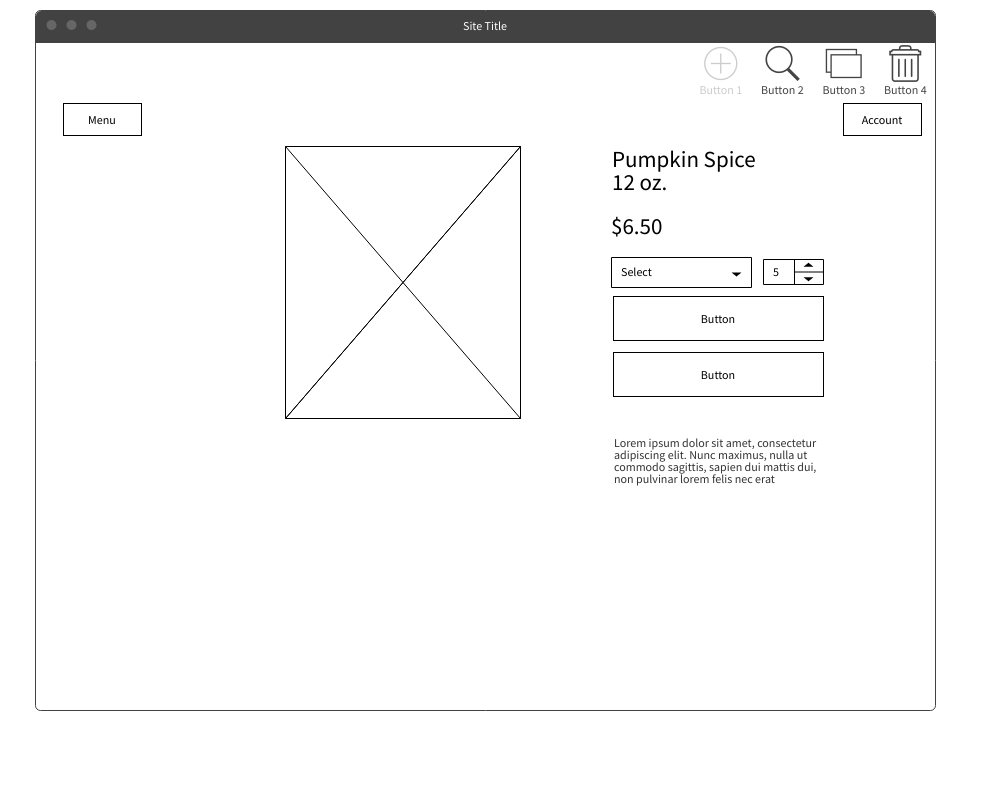 Site Title
Button 1
Button 2
Button 3
Button 4
Menu
Account
Pumpkin Spice
12 oz.
$6.50
Select
5
Button
Button
Lorem ipsum dolor sit amet, consectetur
adipiscing elit. Nunc maximus, nulla ut
commodo sagittis, sapien dui mattis dui,
non pulvinar lorem felis nec erat